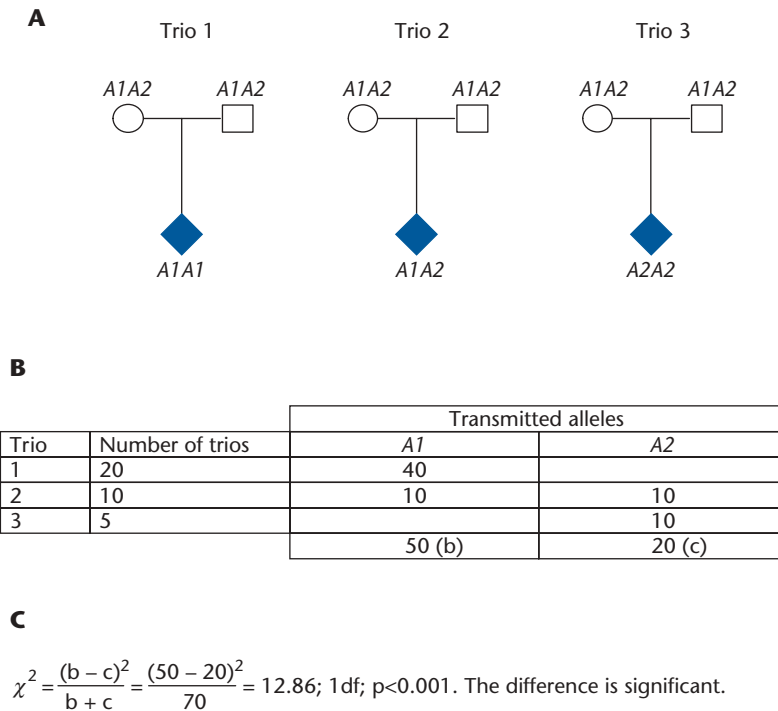 A
Trio 1 Trio 2 Trio 3
A1A2 A1A2 A1A2 A1A2 A1A2 A1A2
A1A1 A1A2 A2A2
B
Transmitted alleles
Trio Number of trios A1 A2
1 20 40
2 10 10 10
3 5 10
50 (b) 20 (c)
C
χ² = (b – c)² / b + c = (50 – 20)² / 70 = 12.86; 1df; p<0.001. The difference is significant.